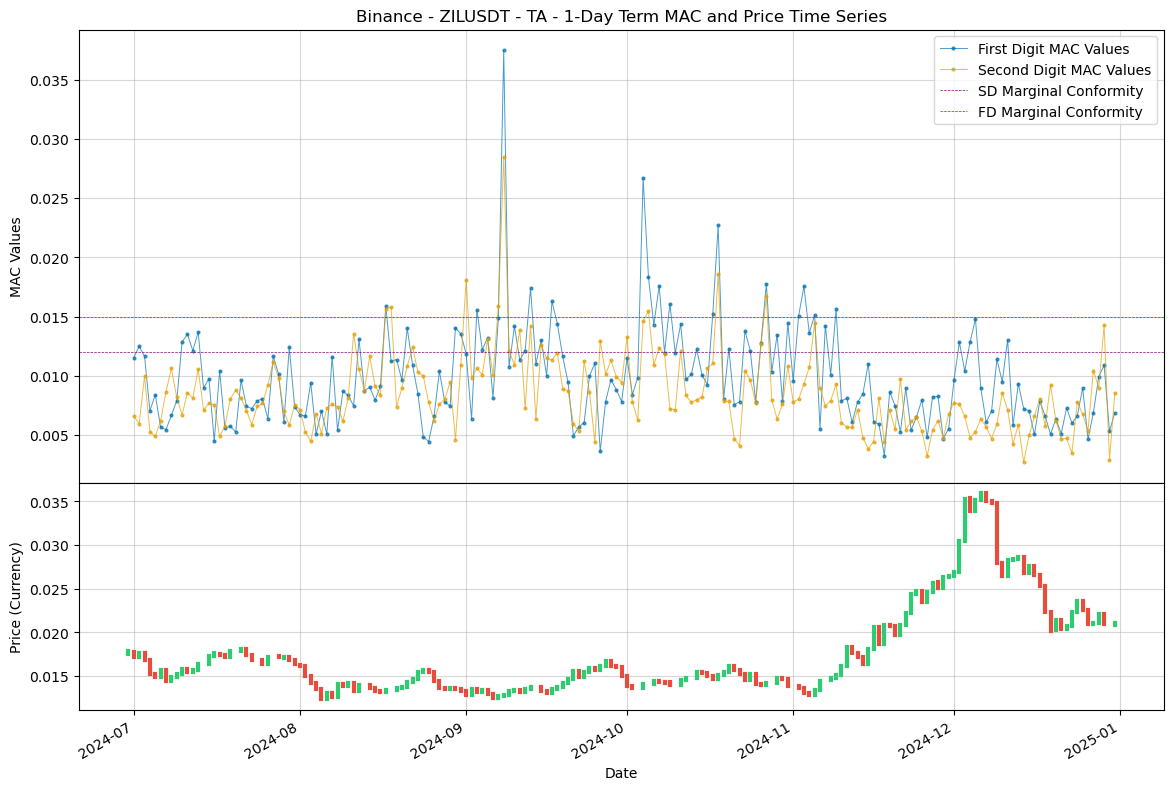 Binance - ZILUSDT - TA - 1-Day Term MAC and Price Time Series
First Digit MAC Values
Second Digit MAC Values
SD Marginal Conformity
FD Marginal Conformity
MAC Values
0.035
0.030
0.025
0.020
0.015
0.010
0.005
Price (Currency)
0.035
0.030
0.025
0.020
0.015
2024-07
2024-08
2024-09
2024-10
2024-11
2024-12
2025-01
Date